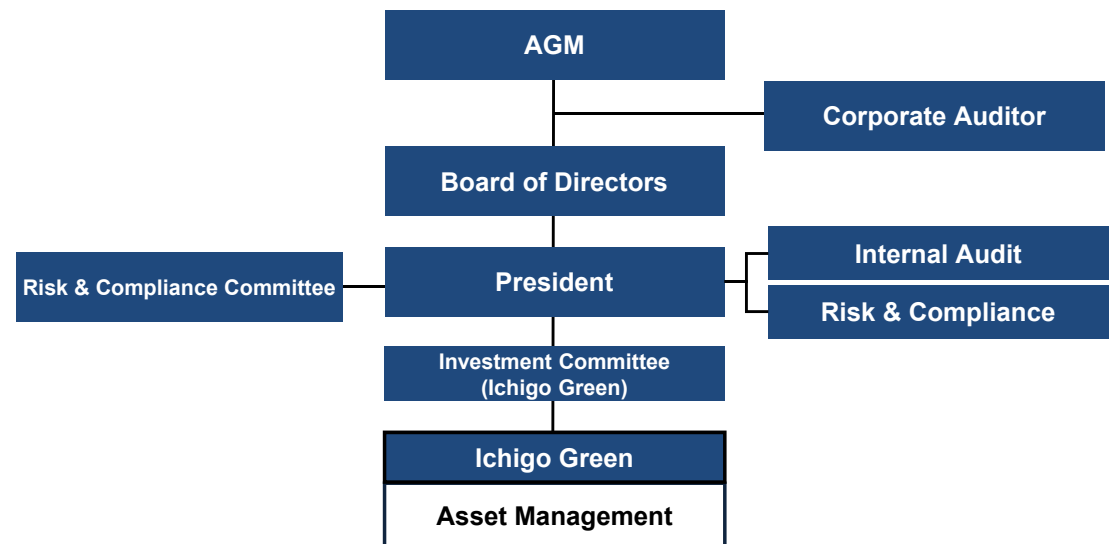 AGM
Corporate Auditor
Board of Directors
Risk & Compliance Committee
President
Internal Audit
Risk & Compliance
Investment Committee
(Ichigo Green)
Ichigo Green
Asset Management